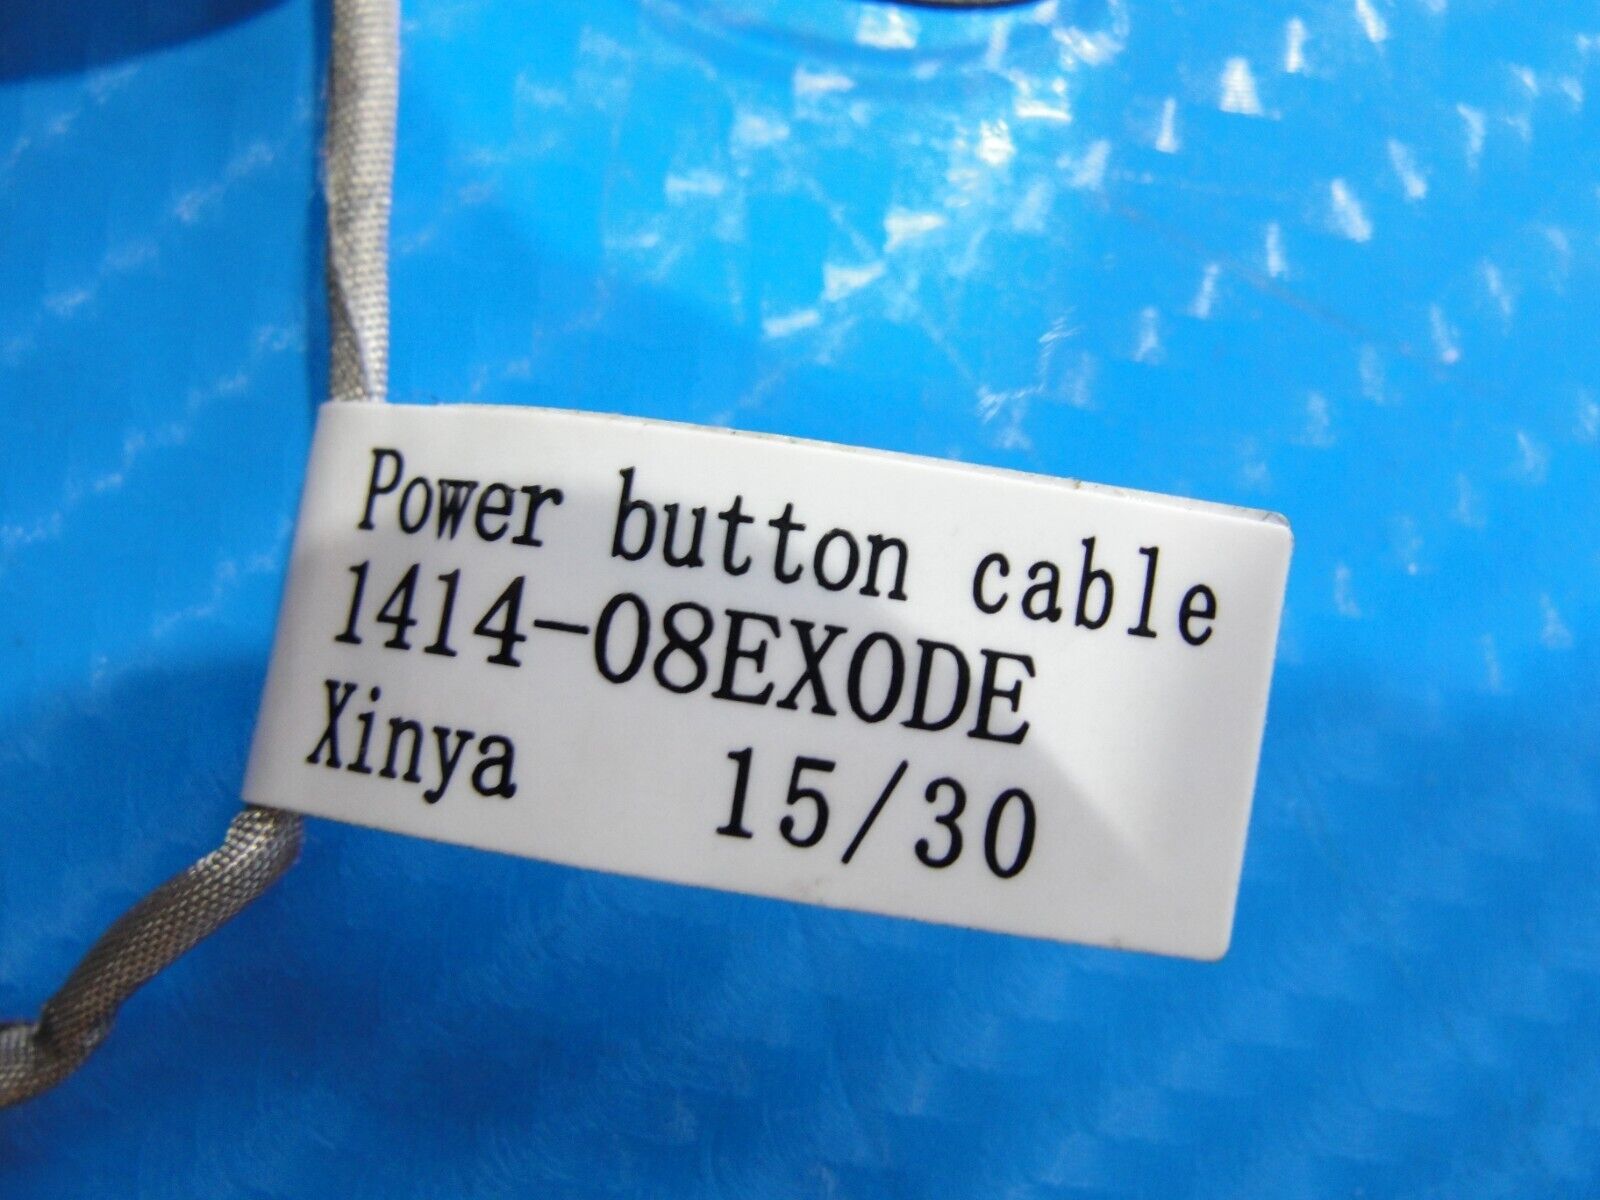 Power button cable
1414-08EX0DE
Xinya 15/30